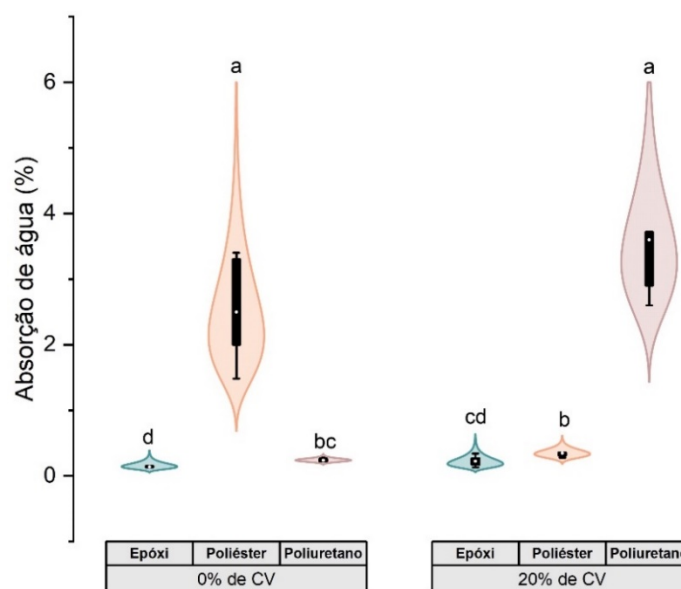 Absorção de água (%)
6
4
2
0
a
d
bc
a
cd
b
Epóxi Poliéster Poliuretano
0% de CV
Epóxi Poliéster Poliuretano
20% de CV